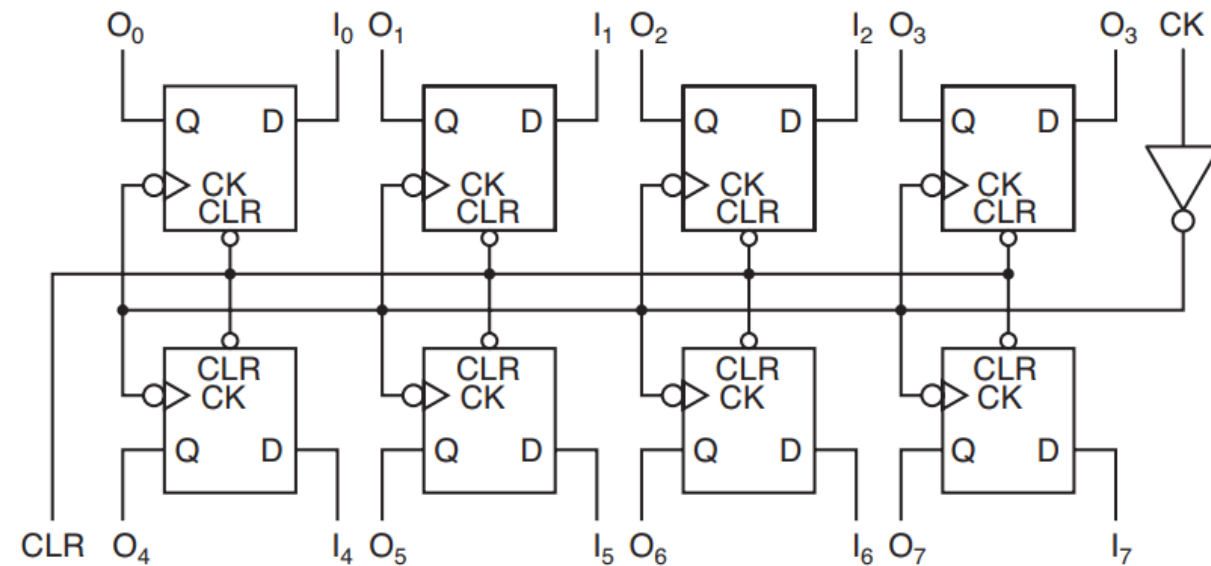 O₀ I₀ O₁ I₁ O₂ I₂ O₃ O₃ CK
Q D Q D Q D Q D
CK CK CK CK
CLR CLR CLR CLR
CLR CLR CLR CLR
CK CK CK CK
Q D Q D Q D Q D
CLR O₄ I₄ O₅ I₅ O₆ I₆ O₇ I₇